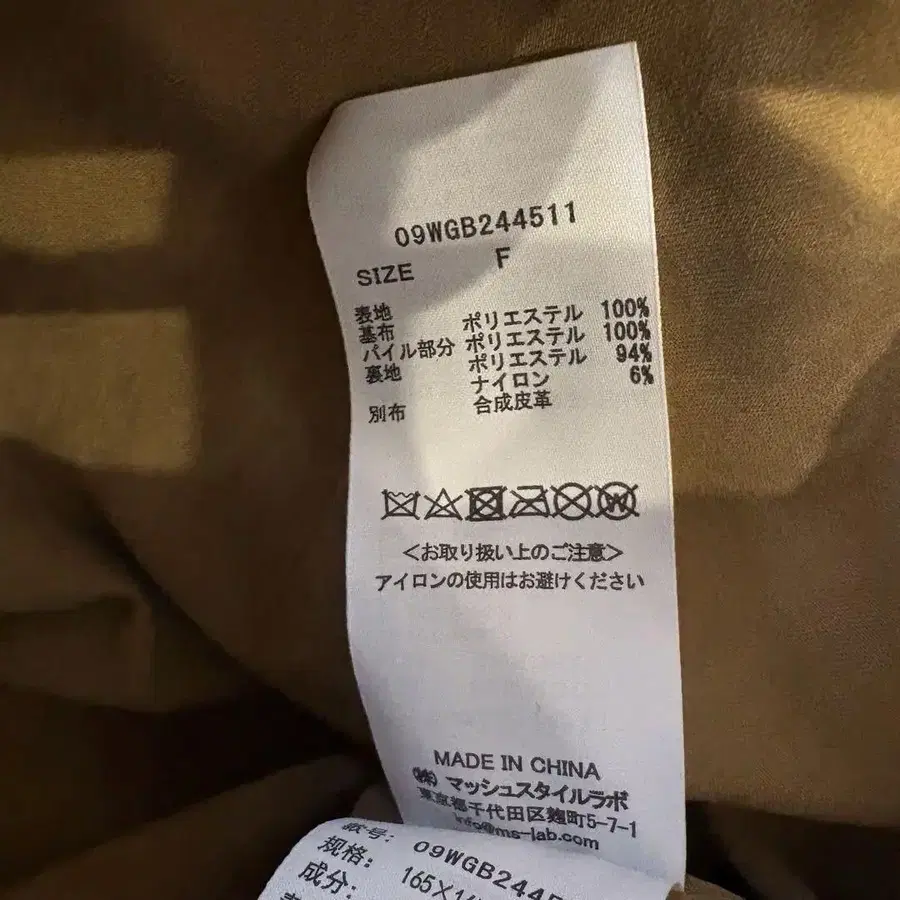 09WGB244511
SIZE F
表地 ポリエステル 100%
基布 ポリエステル 100%
パイル部分 ポリエステル 94%
裏地 ナイロン 6%
別布 合成皮革
<お取り扱い上のご注意>
アイロンの使用はお避けください
MADE IN CHINA
㈱マッシュスタイルラボ
東京都千代田区麹町5-7-1
info@ms-lab.com
款号: 09WGB2445
规格: 165×1
成分: